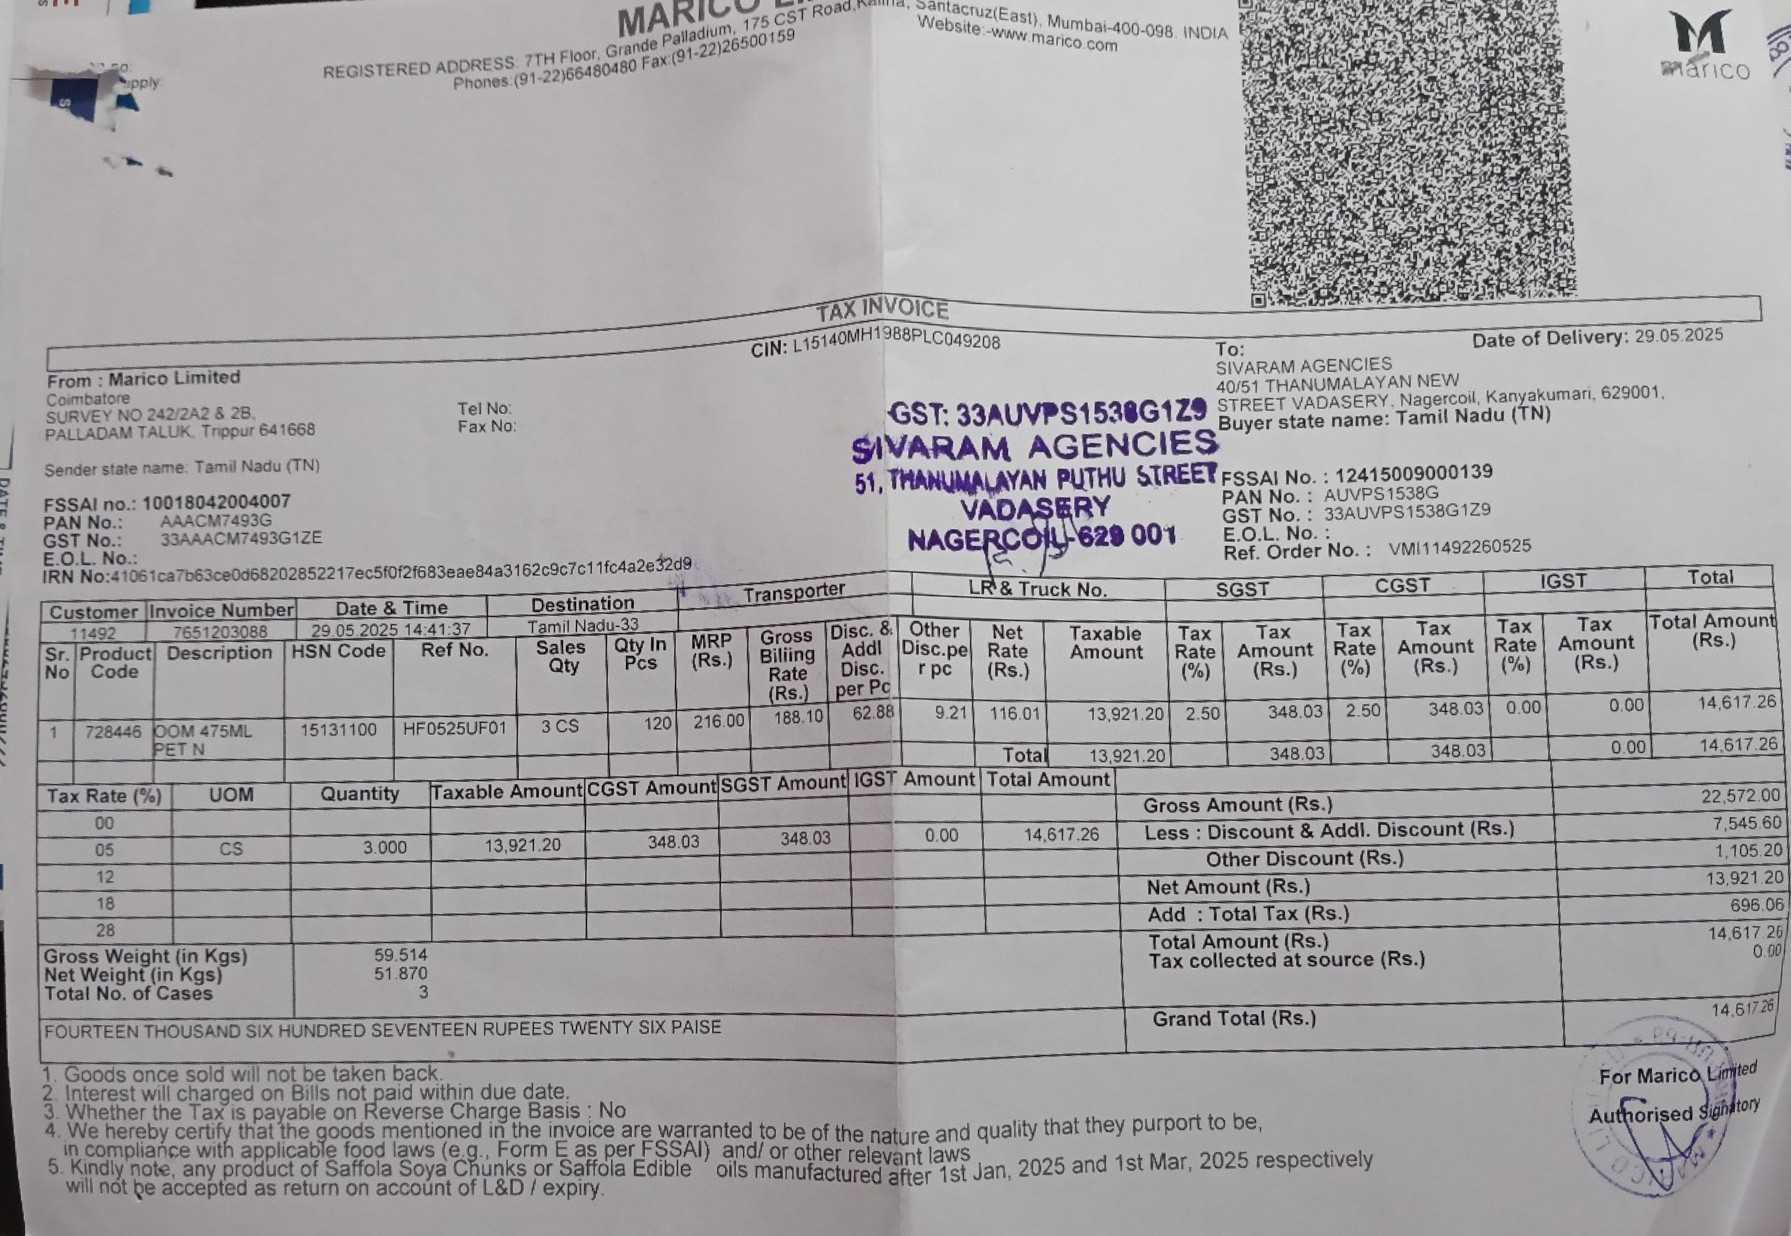 MARICO
REGISTERED ADDRESS: 7TH Floor, Grande Palladium, 175 CST Road, Kalina, Santacruz(East), Mumbai-400-098. INDIA
Phones:(91-22)66480480 Fax:(91-22)26500159 Website:-www.marico.com
marico
TAX INVOICE
CIN: L15140MH1988PLC049208
Date of Delivery: 29.05.2025
From : Marico Limited
Coimbatore
SURVEY NO 242/2A2 & 2B,
PALLADAM TALUK, Trippur 641668
Tel No:
Fax No:
Sender state name: Tamil Nadu (TN)
FSSAI no.: 10018042004007
PAN No.: AAACM7493G
GST No.: 33AAACM7493G1ZE
E.O.L. No.:
IRN No:41061ca7b63ce0d68202852217ec5f0f2f683eae84a3162c9c7c11fc4a2e32d9
GST: 33AUVPS1538G1Z9
SIVARAM AGENCIES
51, THANUMALAYAN PUTHU STREET
VADASERY
NAGERCOIL-629 001
To:
SIVARAM AGENCIES
40/51 THANUMALAYAN NEW
STREET VADASERY, Nagercoil, Kanyakumari, 629001,
Buyer state name: Tamil Nadu (TN)
FSSAI No. : 12415009000139
PAN No. : AUVPS1538G
GST No. : 33AUVPS1538G1Z9
E.O.L. No. :
Ref. Order No. : VMI11492260525
Customer Invoice Number Date & Time Destination Transporter LR & Truck No. SGST CGST IGST Total
11492 7651203088 29.05.2025 14:41:37 Tamil Nadu-33
Sr. No Product Code Description HSN Code Ref No. Sales Qty Qty In Pcs MRP (Rs.) Gross Biliing Rate (Rs.) Disc. & Addl Disc. per Pc Other Disc.pe r pc Net Rate (Rs.) Taxable Amount Tax Rate (%) Tax Amount (Rs.) Tax Rate (%) Tax Amount (Rs.) Tax Rate (%) Tax Amount (Rs.) Total Amount (Rs.)
1 728446 OOM 475ML PET N 15131100 HF0525UF01 3 CS 120 216.00 188.10 62.88 9.21 116.01 13,921.20 2.50 348.03 2.50 348.03 0.00 0.00 14,617.26
Total 13,921.20 348.03 348.03 0.00 14,617.26
Tax Rate (%) UOM Quantity Taxable Amount CGST Amount SGST Amount IGST Amount Total Amount
00
05 CS 3.000 13,921.20 348.03 348.03 0.00 14,617.26
12
18
28
Gross Amount (Rs.) 22,572.00
Less : Discount & Addl. Discount (Rs.) 7,545.60
Other Discount (Rs.) 1,105.20
Net Amount (Rs.) 13,921.20
Add : Total Tax (Rs.) 696.06
Total Amount (Rs.) 14,617.26
Tax collected at source (Rs.) 0.00
Grand Total (Rs.) 14,617.26
Gross Weight (in Kgs) 59.514
Net Weight (in Kgs) 51.870
Total No. of Cases 3
FOURTEEN THOUSAND SIX HUNDRED SEVENTEEN RUPEES TWENTY SIX PAISE
1. Goods once sold will not be taken back.
2. Interest will charged on Bills not paid within due date.
3. Whether the Tax is payable on Reverse Charge Basis : No
4. We hereby certify that the goods mentioned in the invoice are warranted to be of the nature and quality that they purport to be,
in compliance with applicable food laws (e.g., Form E as per FSSAI) and/ or other relevant laws
5. Kindly note, any product of Saffola Soya Chunks or Saffola Edible oils manufactured after 1st Jan, 2025 and 1st Mar, 2025 respectively
will not be accepted as return on account of L&D / expiry.
For Marico Limited
Authorised Signatory